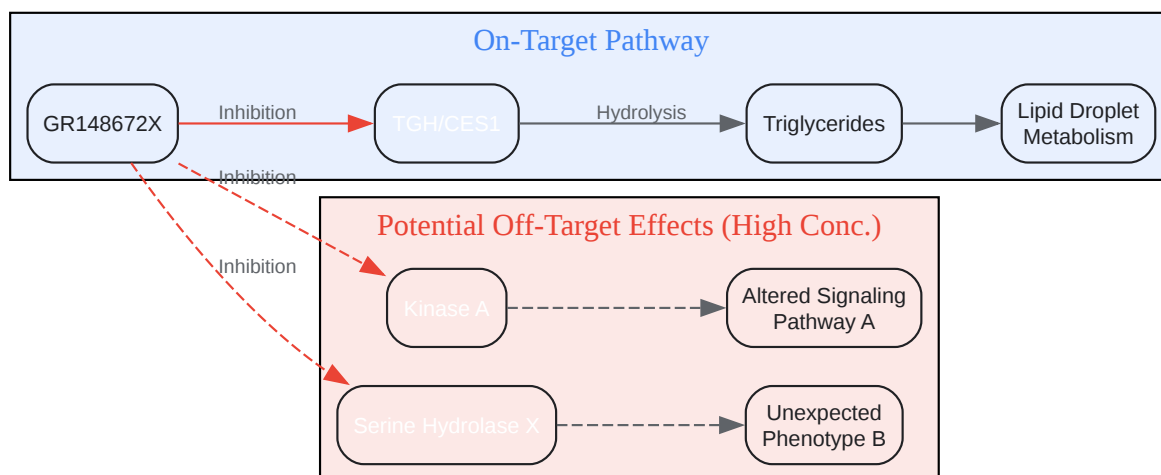 On-Target Pathway
GR148672X
Inhibition
TGH/CES1
Hydrolysis
Triglycerides
Lipid Droplet
Metabolism
Inhibition
Potential Off-Target Effects (High Conc.)
Inhibition
Kinase A
Altered Signaling
Pathway A
Serine Hydrolase X
Unexpected
Phenotype B